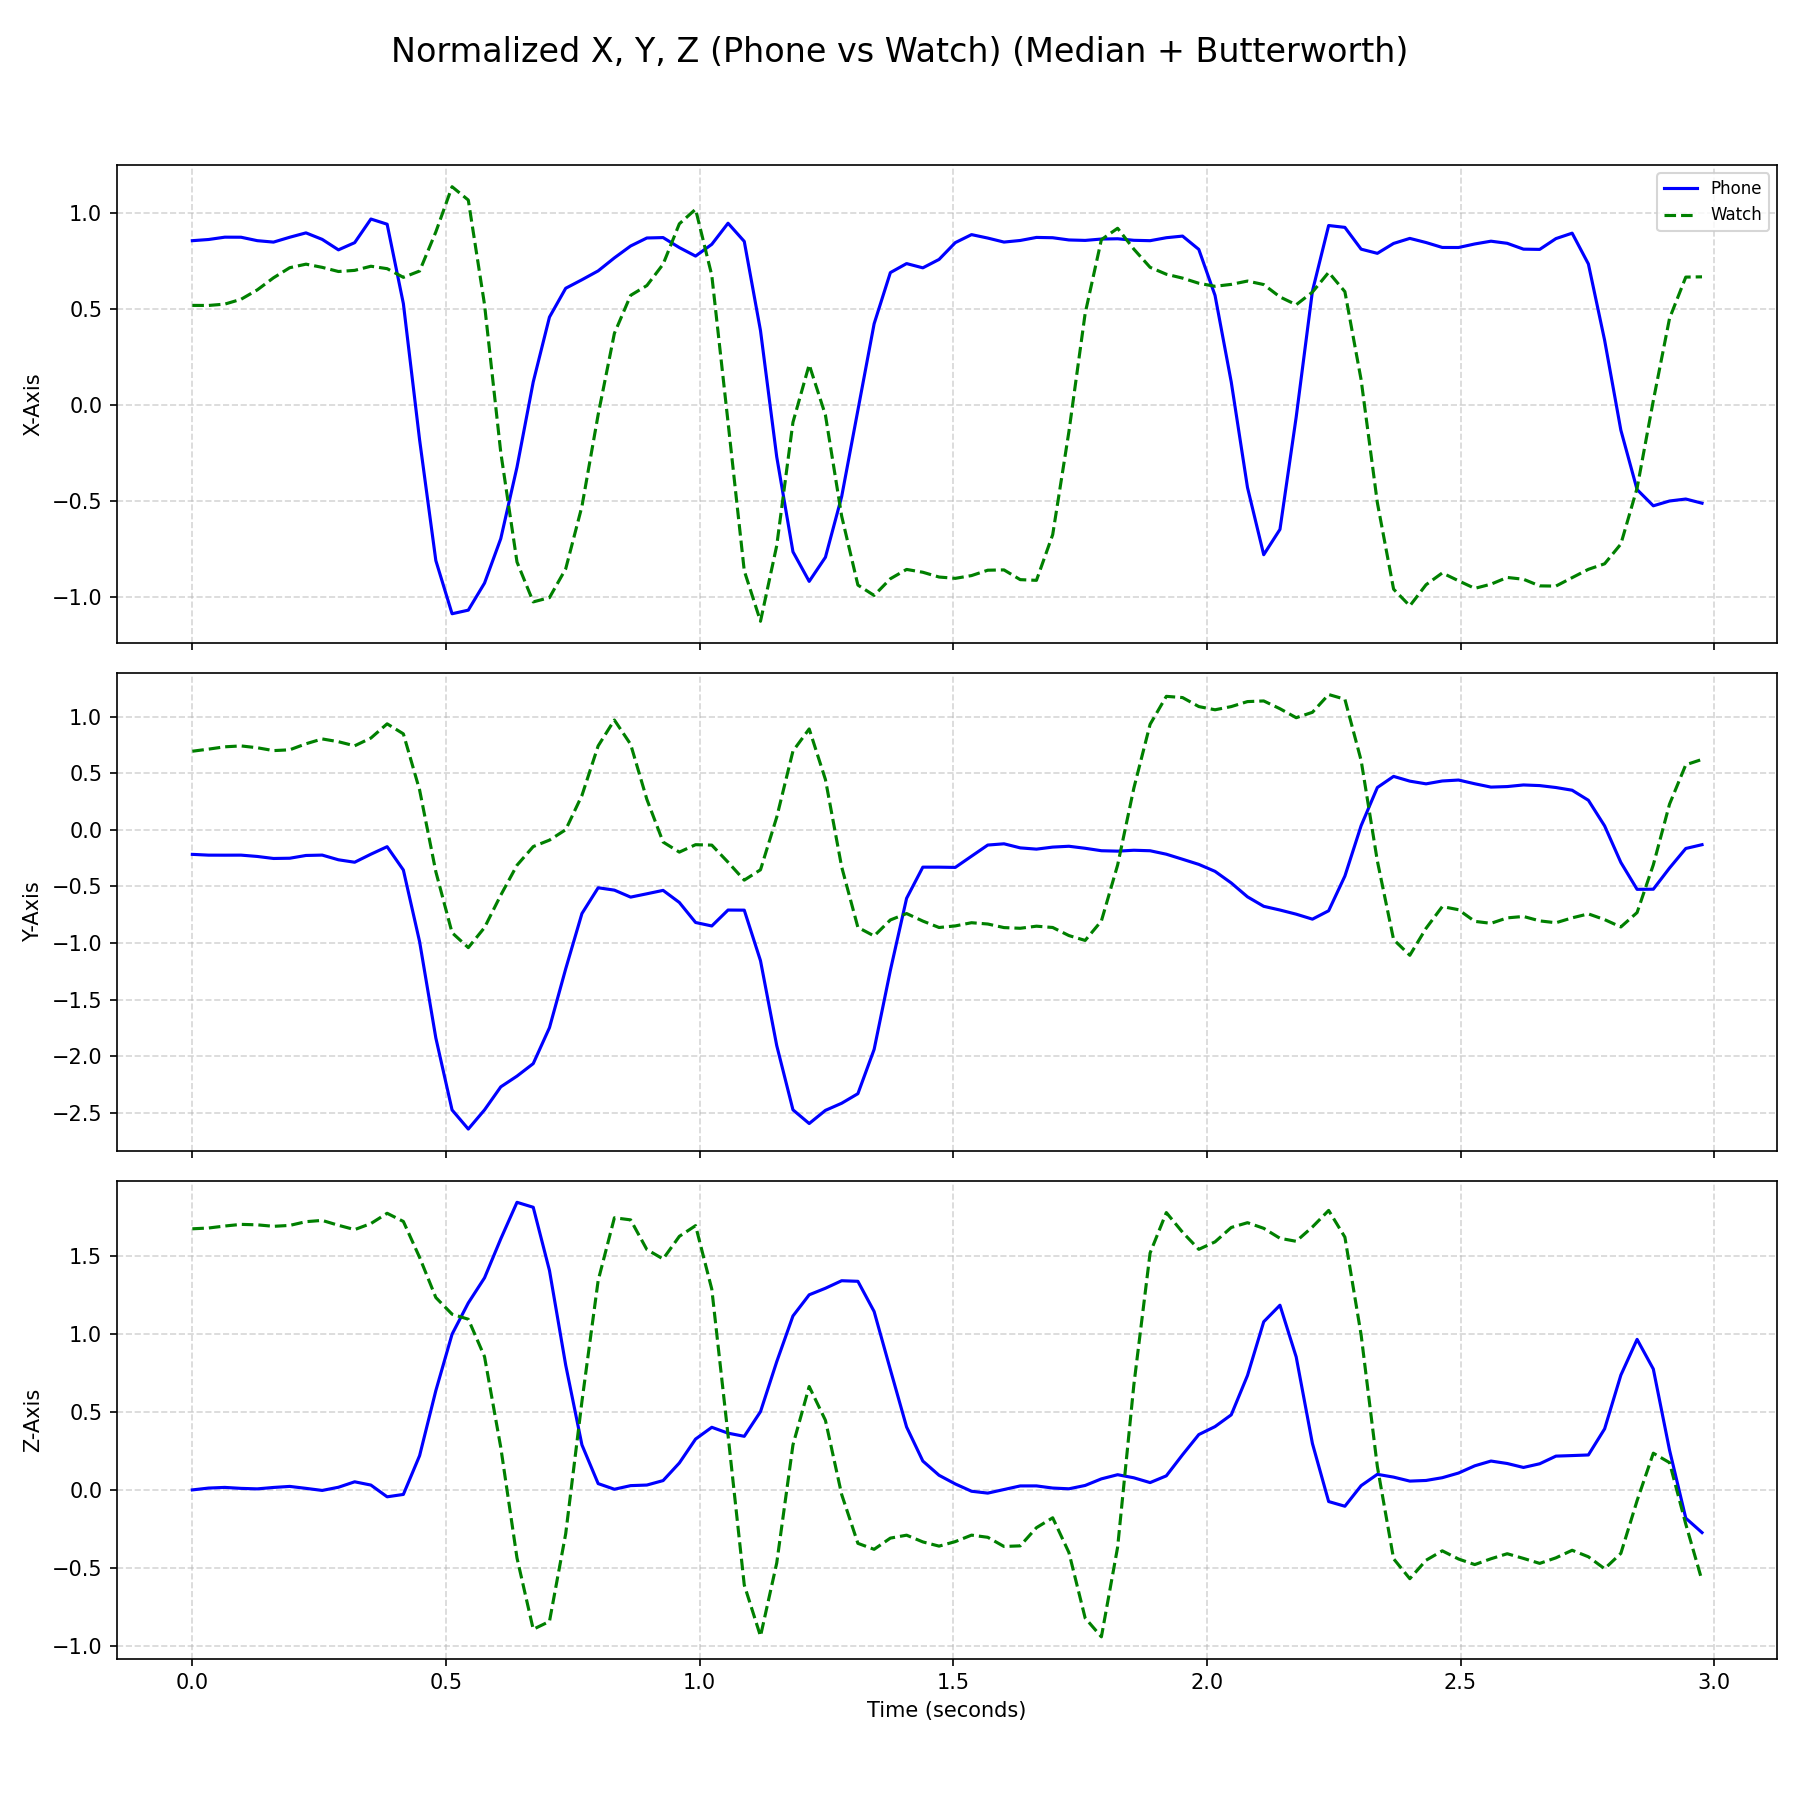 Normalized X, Y, Z (Phone vs Watch) (Median + Butterworth)
Phone
Watch
1.0
0.5
0.0
−0.5
−1.0
X-Axis
1.0
0.5
0.0
−0.5
−1.0
−1.5
−2.0
−2.5
Y-Axis
1.5
1.0
0.5
0.0
−0.5
−1.0
Z-Axis
0.0 0.5 1.0 1.5 2.0 2.5 3.0
Time (seconds)